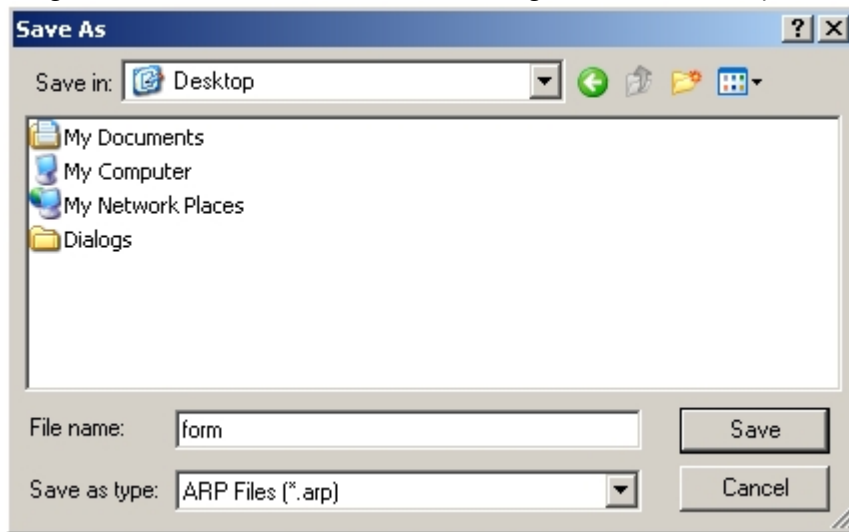 Save As
Save in: Desktop
My Documents
My Computer
My Network Places
Dialogs
File name: form Save
Save as type: ARP Files (*.arp) Cancel